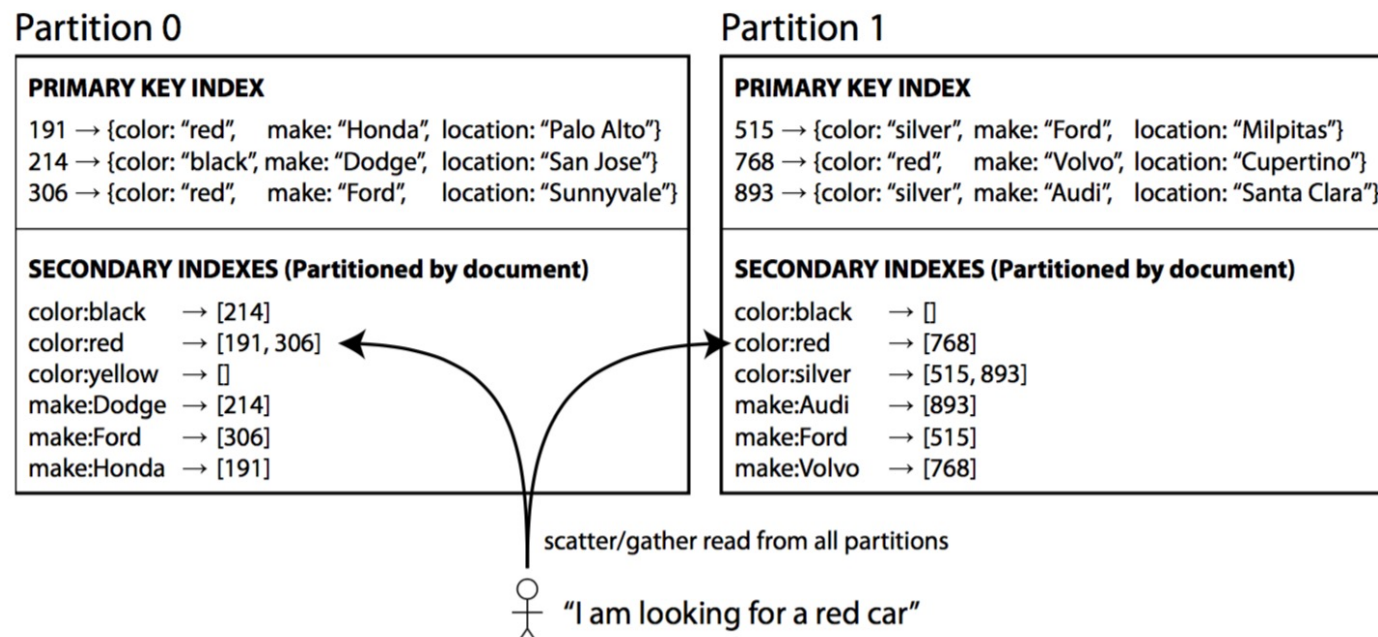 Partition 0
PRIMARY KEY INDEX
191 → {color: “red”, make: “Honda”, location: “Palo Alto”}
214 → {color: “black”, make: “Dodge”, location: “San Jose”}
306 → {color: “red”, make: “Ford”, location: “Sunnyvale”}
SECONDARY INDEXES (Partitioned by document)
color:black → [214]
color:red → [191, 306]
color:yellow → []
make:Dodge → [214]
make:Ford → [306]
make:Honda → [191]
Partition 1
PRIMARY KEY INDEX
515 → {color: “silver”, make: “Ford”, location: “Milpitas”}
768 → {color: “red”, make: “Volvo”, location: “Cupertino”}
893 → {color: “silver”, make: “Audi”, location: “Santa Clara”}
SECONDARY INDEXES (Partitioned by document)
color:black → []
color:red → [768]
color:silver → [515, 893]
make:Audi → [893]
make:Ford → [515]
make:Volvo → [768]
scatter/gather read from all partitions
“I am looking for a red car”